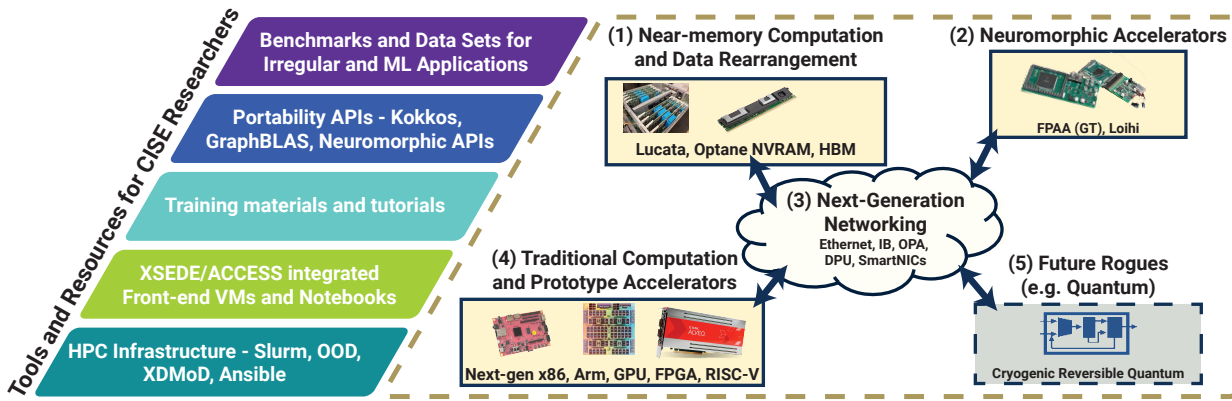 Tools and Resources for CISE Researchers
Benchmarks and Data Sets for
Irregular and ML Applications
Portability APIs - Kokkos,
GraphBLAS, Neuromorphic APIs
Training materials and tutorials
XSEDE/ACCESS integrated
Front-end VMs and Notebooks
HPC Infrastructure - Slurm, OOD,
XDMoD, Ansible
(1) Near-memory Computation
and Data Rearrangement
Lucata, Optane NVRAM, HBM
(2) Neuromorphic Accelerators
FPAA (GT), Loihi
(3) Next-Generation
Networking
Ethernet, IB, OPA,
DPU, SmartNICs
(4) Traditional Computation
and Prototype Accelerators
ALVEO
Next-gen x86, Arm, GPU, FPGA, RISC-V
(5) Future Rogues
(e.g. Quantum)
Cryogenic Reversible Quantum